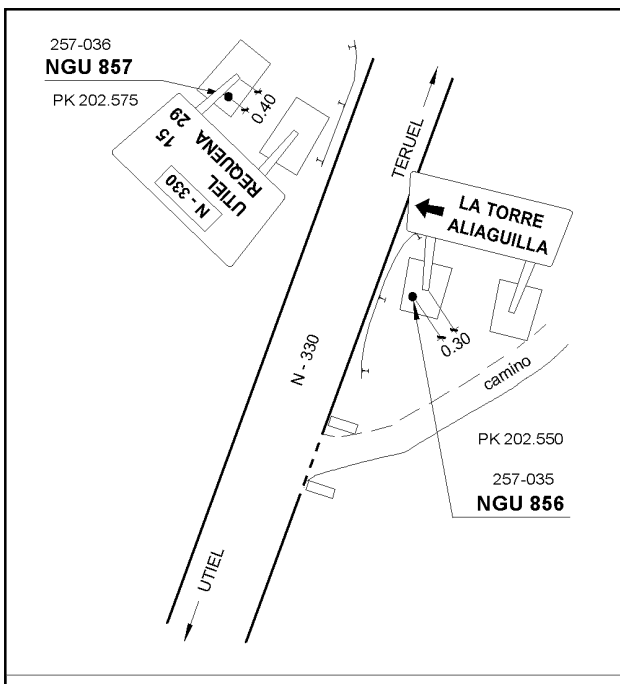 257-036
NGU 857
PK 202.575
0.40
UTIEL 15
REQUENA 29
N - 330
TERUEL
LA TORRE
ALIAGUILLA
N - 330
0.30
camino
PK 202.550
257-035
NGU 856
UTIEL